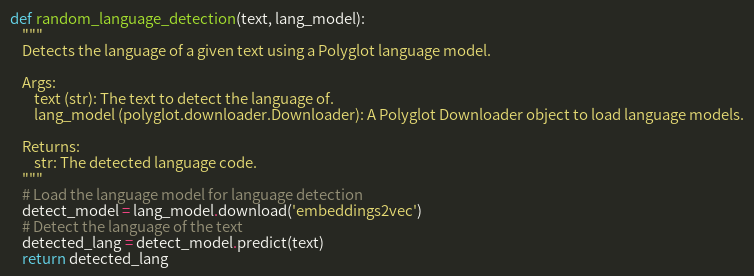 def random_language_detection(text, lang_model):
"""
Detects the language of a given text using a Polyglot language model.
Args:
text (str): The text to detect the language of.
lang_model (polyglot.downloader.Downloader): A Polyglot Downloader object to load language models.
Returns:
str: The detected language code.
"""
# Load the language model for language detection
detect_model = lang_model.download('embeddings2vec')
# Detect the language of the text
detected_lang = detect_model.predict(text)
return detected_lang